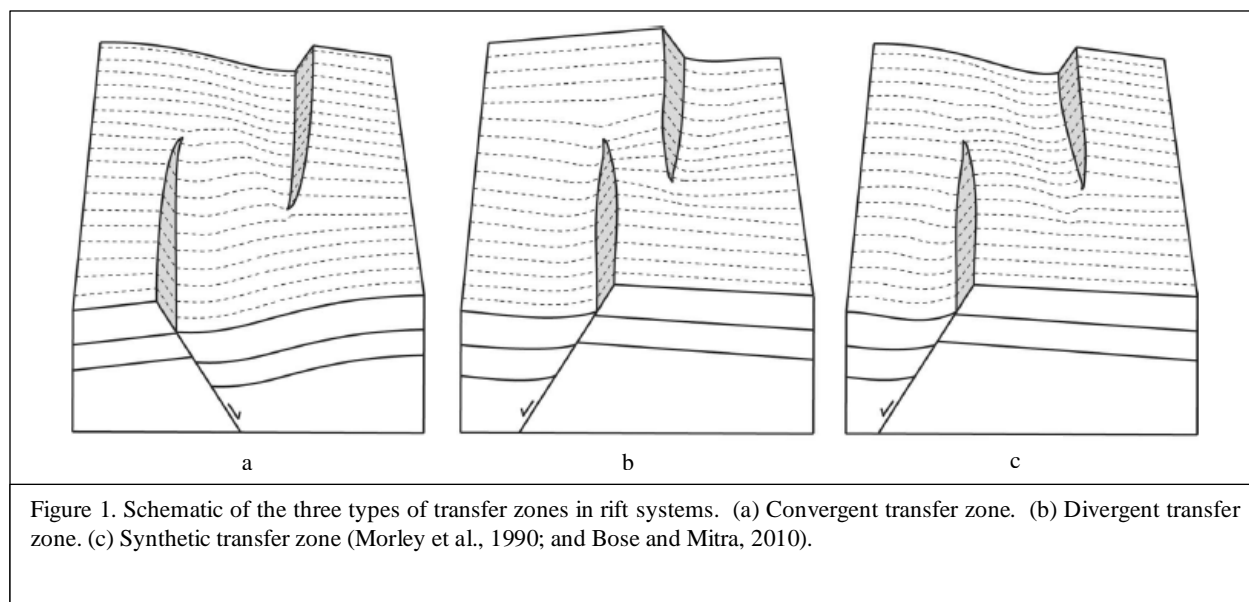 a
b
c
Figure 1. Schematic of the three types of transfer zones in rift systems. (a) Convergent transfer zone. (b) Divergent transfer
zone. (c) Synthetic transfer zone (Morley et al., 1990; and Bose and Mitra, 2010).